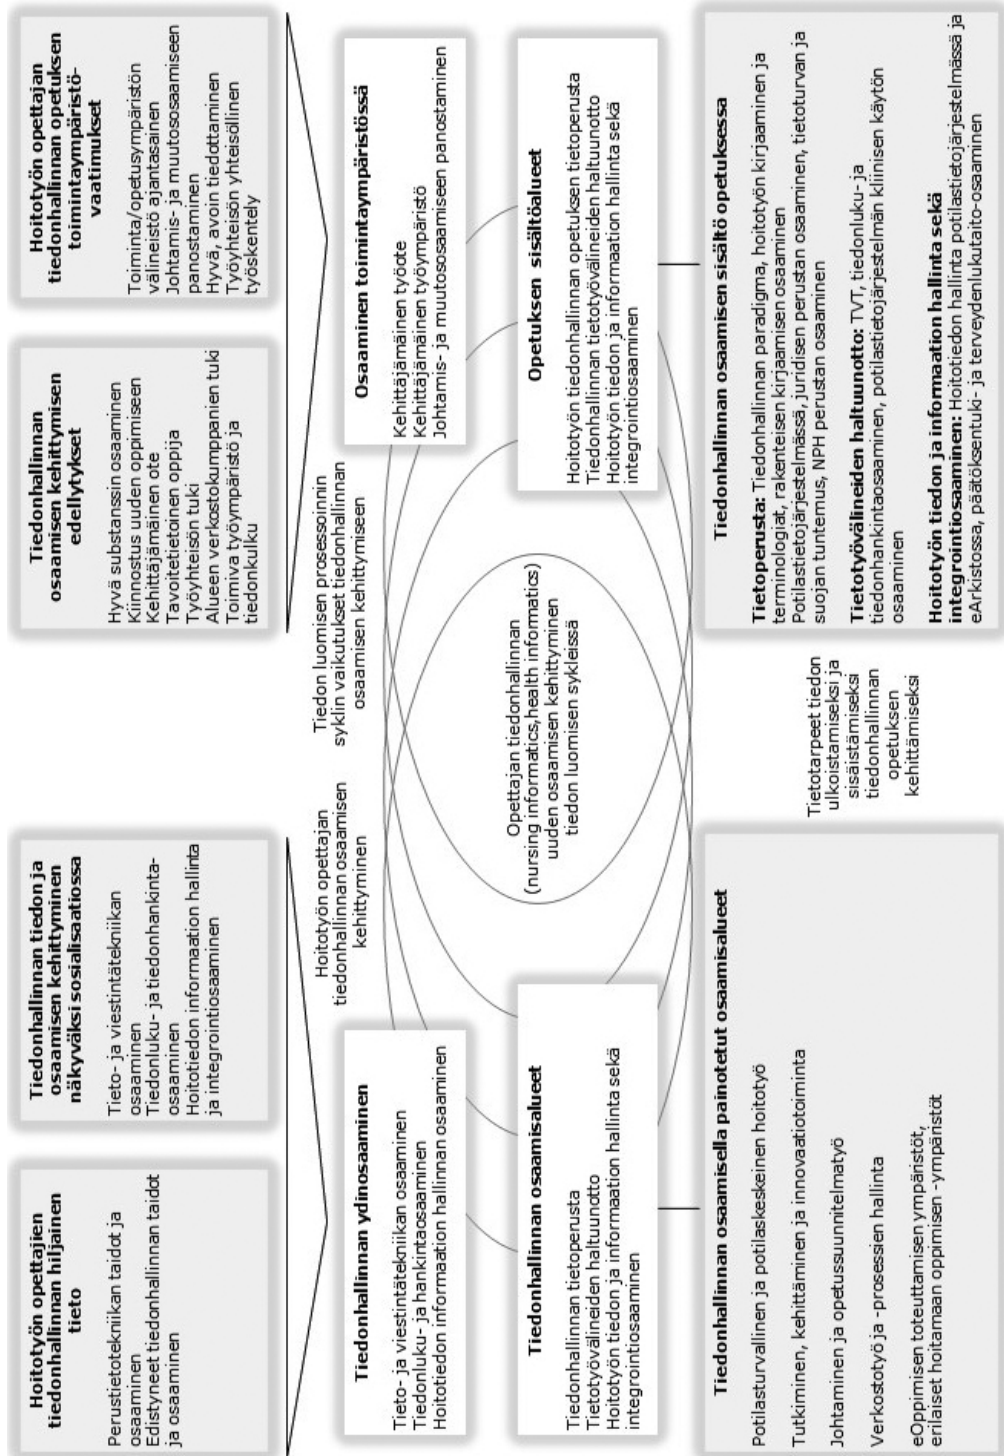 Hoitotyön opettajien
tiedonhallinnan hiljainen
tieto
Perustietotekniikan taidot ja
osaaminen
Edistyneet tiedonhallinnan taidot
ja osaaminen
Tiedonhallinnan tiedon ja
osaamisen kehittyminen
näkyväksi sosialisaatiossa
Tieto- ja viestintätekniikan
osaaminen
Tiedonluku- ja tiedonhankinta-
osaaminen
Hoitotiedon informaation hallinta
ja integrointiosaaminen
Tiedonhallinnan
osaamisen kehittymisen
edellytykset
Hyvä substanssin osaaminen
Kiinnostus uuden oppimiseen
Kehittäjämäinen ote
Tavoitetietoinen oppija
Työyhteisön tuki
Alueen verkostokumppanien tuki
Toimiva työympäristö ja
tiedonkulku
Hoitotyön opettajan
tiedonhallinnan opetuksen
toimintaympäristö-
vaatimukset
Toiminta/opetusympäristön
välineistö ajantasainen
Johtamis- ja muutososaamiseen
panostaminen
Hyvä, avoin tiedottaminen
Työyhteisön yhteisöllinen
työskentely
Tiedonhallinnan ydinosaaminen
Tieto- ja viestintätekniikan osaaminen
Tiedonluku- ja hankintaosaaminen
Hoitotiedon informaation hallinnan osaaminen
Hoitotyön opettajan
tiedonhallinnan osaamisen
kehittyminen
Tiedon luomisen prosessoinnin
syklin vaikutukset tiedonhallinnan
osaamisen kehittymiseen
Osaaminen toimintaympäristössä
Kehittäjämäinen työote
Kehittäjämäinen työympäristö
Johtamis- ja muutososaamiseen panostaminen
Tiedonhallinnan osaamisalueet
Tiedonhallinnan tietoperusta
Tietotyövälineiden haltuunotto
Hoitotyön tiedon ja information hallinta sekä
integrointiosaaminen
Opettajan tiedonhallinnan
(nursing informatics,health informatics)
uuden osaamisen kehittyminen
tiedon luomisen sykleissä
Opetuksen sisältöalueet
Hoitotyön tiedonhallinnan opetuksen tietoperusta
Tiedonhallinnan tietotyövälineiden haltuunotto
Hoitotyön tiedon ja information hallinta sekä
integrointiosaaminen
Tiedonhallinnan osaamisella painotetut osaamisalueet
Potilasturvallinen ja potilaskeskeinen hoitotyö
Tutkiminen, kehittäminen ja innovaatiotoiminta
Johtaminen ja opetussuunnitelmatyö
Verkostotyö ja -prosessien hallinta
eOppimisen toteuttamisen ympäristöt,
erilaiset hoitamaan oppimisen -ympäristöt
Tietotarpeet tiedon
ulkoistamiseksi ja
sisäistämiseksi
tiedonhallinnan
opetuksen
kehittämiseksi
Tiedonhallinnan osaamisen sisältö opetuksessa
Tietoperusta: Tiedonhallinnan paradigma, hoitotyön kirjaaminen ja
terminologiat, rakenteisen kirjaamisen osaaminen
Potilastietojärjestelmässä, juridisen perustan osaaminen, tietoturvan ja
suojan tuntemus, NPH perustan osaaminen
Tietotyövälineiden haltuunotto: TVT, tiedonluku- ja
tiedonhankintaosaaminen, potilastietojärjestelmän kliinisen käytön
osaaminen
Hoitotyön tiedon ja information hallinta sekä
integrointiosaaminen: Hoitotiedon hallinta potilastietojärjestelmässä ja
eArkistossa, päätöksentuki- ja terveydenlukutaito-osaaminen